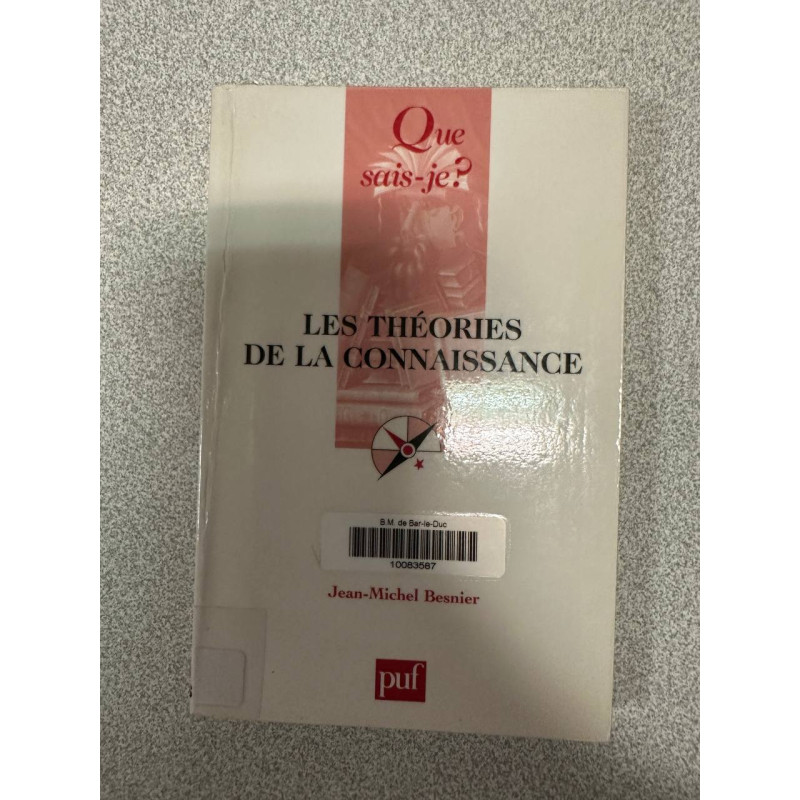 Que
sais-je?
LES THÉORIES
DE LA CONNAISSANCE
B.M. de Bar-le-Duc
10083587
Jean-Michel Besnier
puf